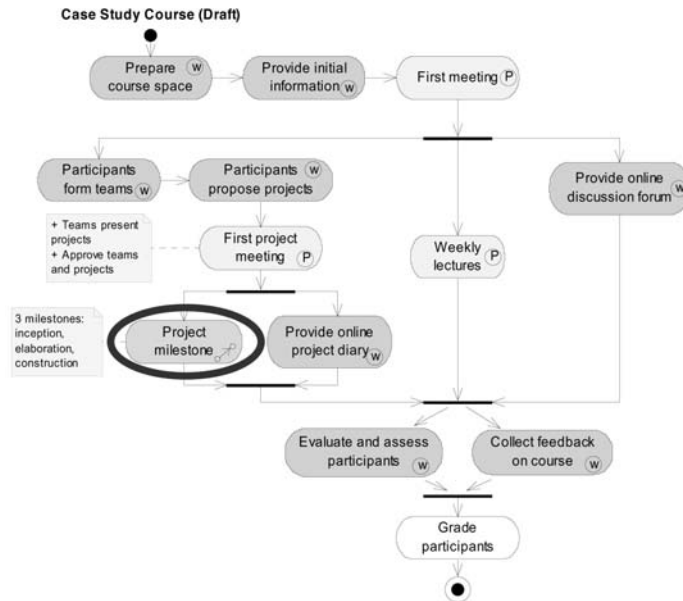 Case Study Course (Draft)
Prepare W
course space
Provide initial
information W
First meeting P
Participants
form teams W
Participants W
propose projects
Provide online
discussion forum W
+ Teams present
projects
+ Approve teams
and projects
First project
meeting P
Weekly
lectures P
3 milestones:
inception,
elaboration,
construction
Project
milestone
Provide online
project diary W
Evaluate and assess
participants W
Collect feedback
on course W
Grade
participants